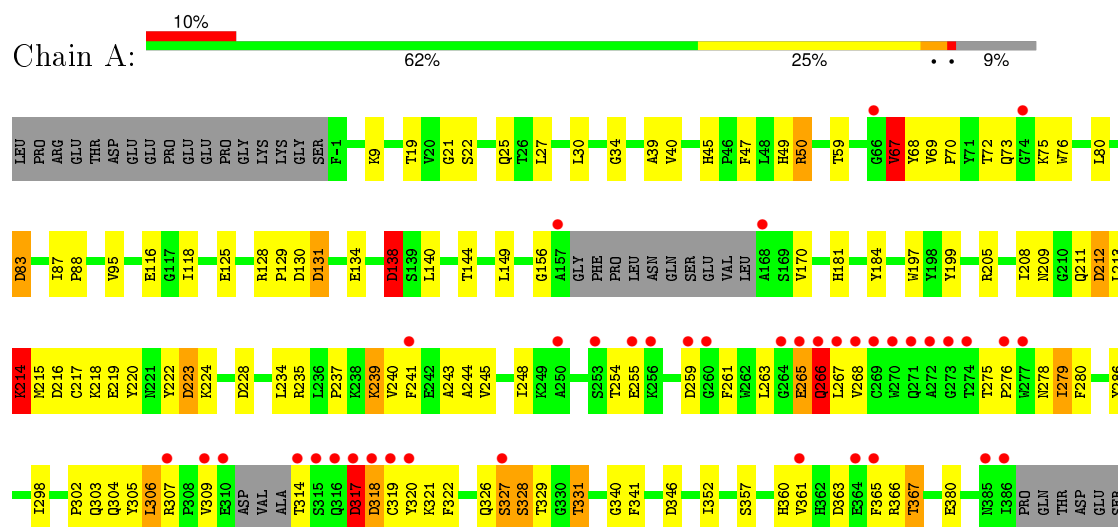 10%
Chain A:
62% 25% • • 9%
LEU PRO ARG GLU THR ASP GLU GLU PRO GLU GLU PRO GLY LYS LYS GLY SER F-1 K9 T19 V20 G21 S22 Q25 T26 L27 L30 G34 A39 V40 H45 P46 F47 L48 H49 R50 T59 G66 V67 Y68 V69 P70 Y71 T72 Q73 G74 K75 W76 L80
D83 I87 P88 V95 E116 G117 I118 E125 R128 P129 D130 D131 E134 D138 S139 L140 T144 L149 G156 A157 GLY PHE PRO LEU ASN GLN SER GLU VAL LEU A168 S169 V170 H181 Y184 W197 Y198 Y199 R205 I208 N209 G210 Q211 D212 L213
K214 M215 D216 C217 K218 E219 Y220 N221 Y222 D223 K224 D228 L234 R235 L236 P237 K238 K239 V240 F241 E242 A243 A244 V245 I248 K249 A250 S253 T254 E255 K256 D259 G260 F261 W262 L263 G264 E265 Q266 L267 V268 C269 W270 Q271 A272 G273 T274 T275 P276 W277 N278 I279 F280 Y286
I298 P302 Q303 Q304 Y305 L306 R307 P308 V309 E310 ASP VAL ALA T314 S315 Q316 D317 D318 C319 Y320 K321 F322 Q326 S327 S328 T329 G330 T331 G340 F341 D346 I352 S357 H360 V361 H362 D363 E364 F365 R366 T367 E380 N385 I386 PRO GLN THR ASP GLU SER